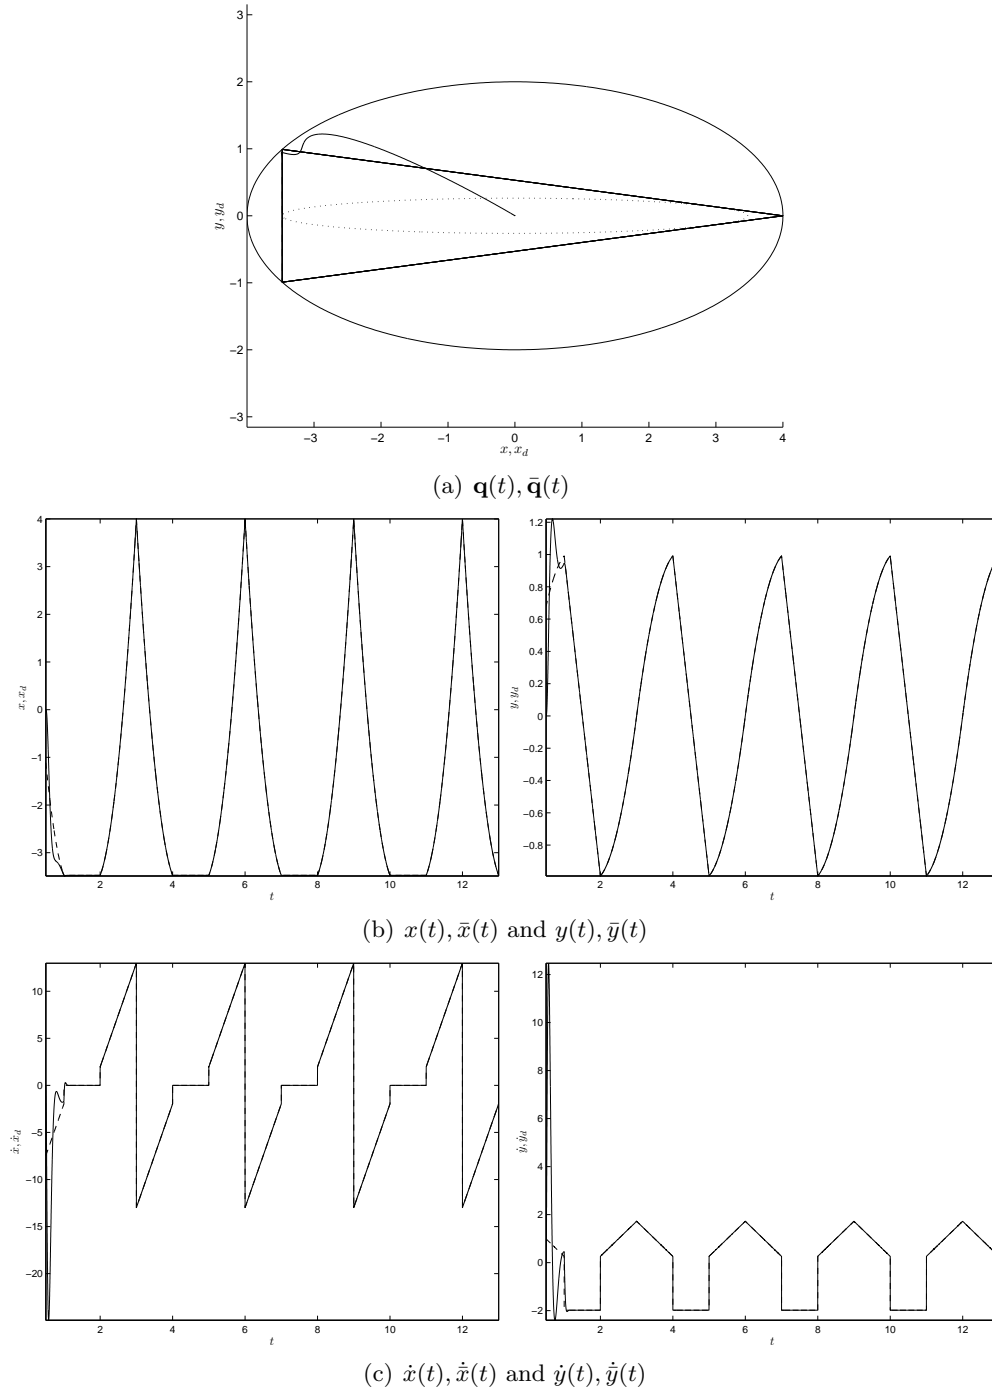 3
2
1
0
−1
−2
−3
y, y_d
−3 −2 −1 0 1 2 3 4
x, x_d
(a) q(t), q̄(t)
4
3
2
1
0
−1
−2
−3
x, x_d
2 4 6 8 10 12
t
1.2
1
0.8
0.6
0.4
0.2
0
−0.2
−0.4
−0.6
−0.8
y, y_d
2 4 6 8 10 12
t
(b) x(t), x̄(t) and y(t), ȳ(t)
10
5
0
−5
−10
−15
−20
ẋ, ẋ_d
2 4 6 8 10 12
t
12
10
8
6
4
2
0
−2
ẏ, ẏ_d
2 4 6 8 10 12
t
(c) ẋ(t), x̄̇(t) and ẏ(t), ȳ̇(t)